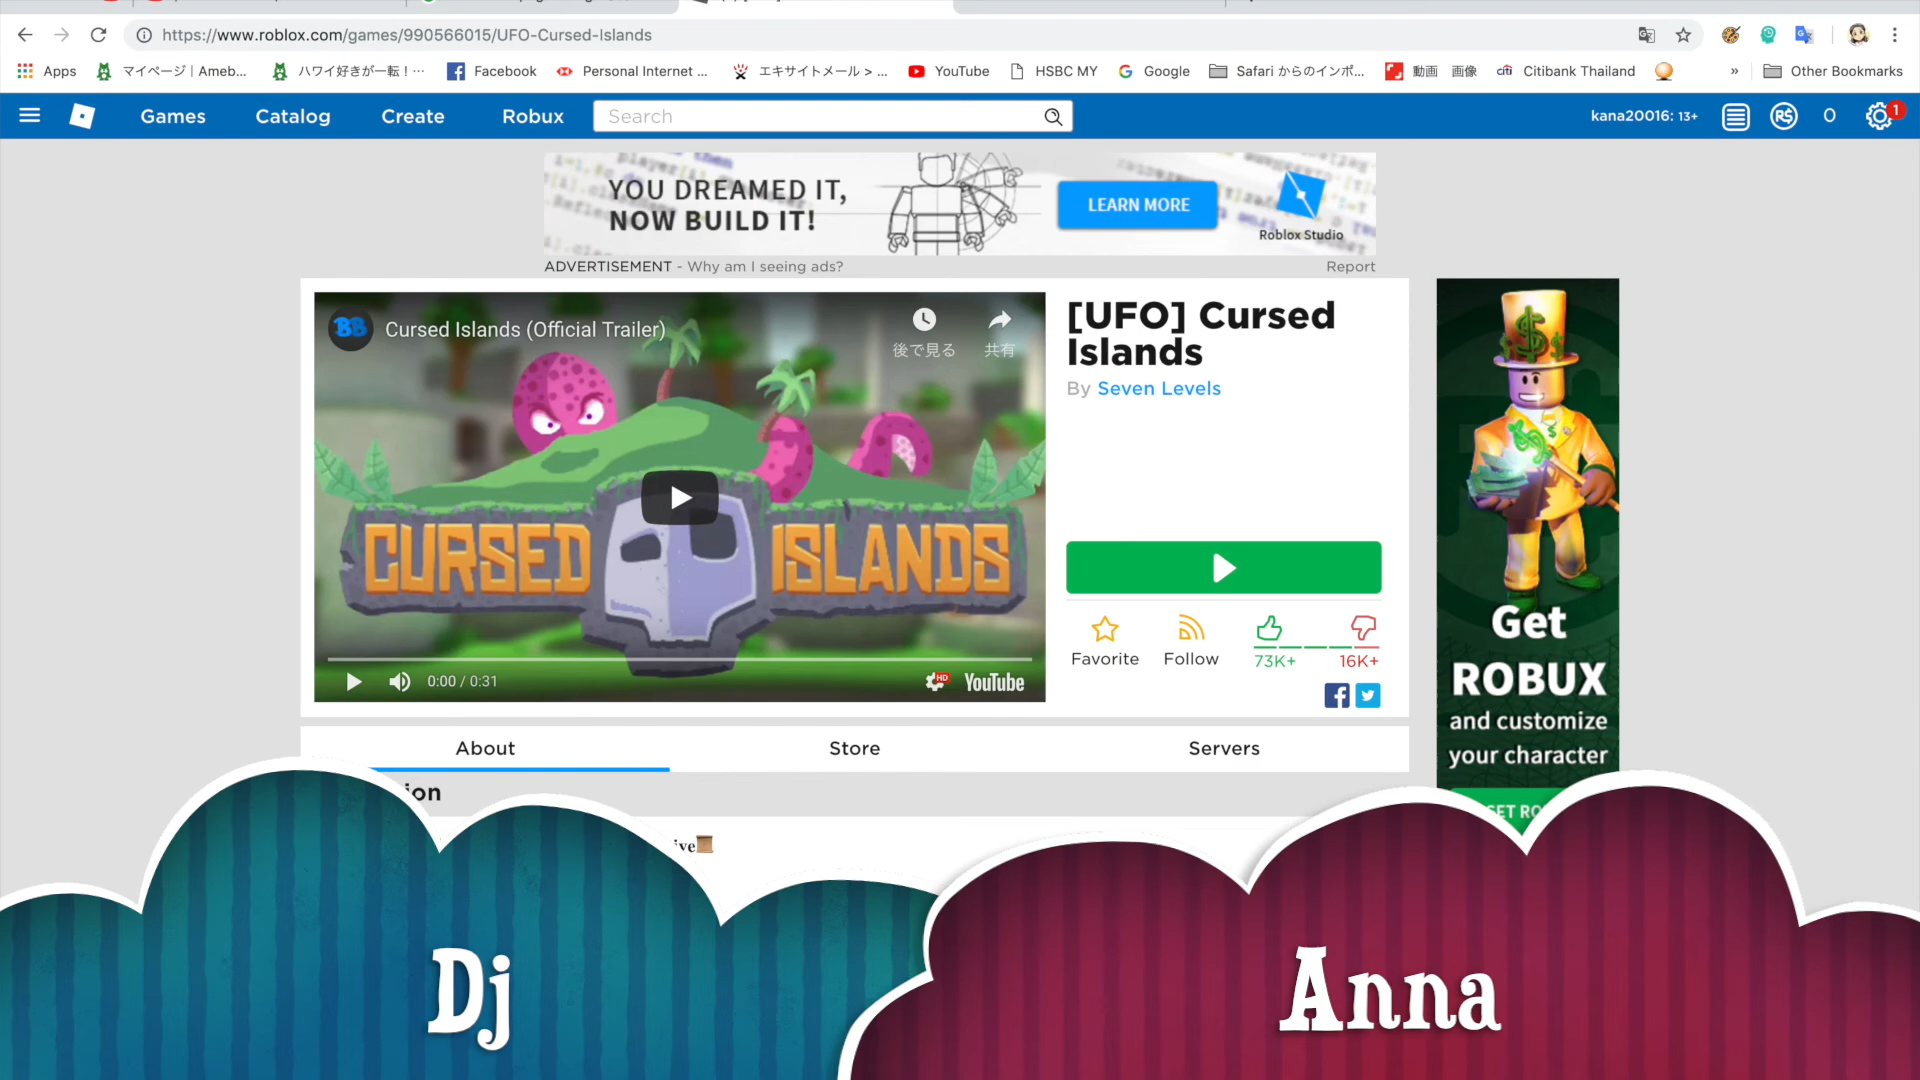 https://www.roblox.com/games/990566015/UFO-Cursed-Islands
Apps
マイページ | Ameb...
ハワイ好きが一転！…
Facebook
Personal Internet ...
エキサイトメール > ...
YouTube
HSBC MY
Google
Safari からのインポ...
動画
画像
citi
Citibank Thailand
»
Other Bookmarks
Games
Catalog
Create
Robux
Search
kana20016: 13+
R$
0
1
YOU DREAMED IT,
NOW BUILD IT!
LEARN MORE
Roblox Studio
ADVERTISEMENT - Why am I seeing ads?
Report
BB
Cursed Islands (Official Trailer)
後で見る
共有
CURSED ISLANDS
0:00 / 0:31
HD
YouTube
[UFO] Cursed
Islands
By Seven Levels
Favorite
Follow
73K+
16K+
Get
ROBUX
and customize
your character
About
Store
Servers
Dj
Anna